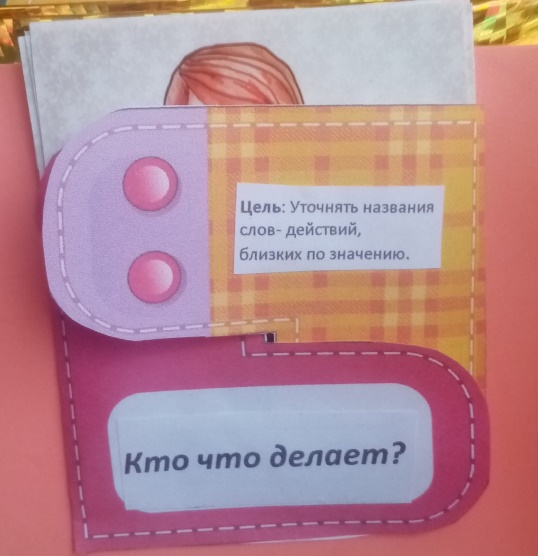 Цель: Уточнять названия
слов- действий,
близких по значению.
Кто что делает?